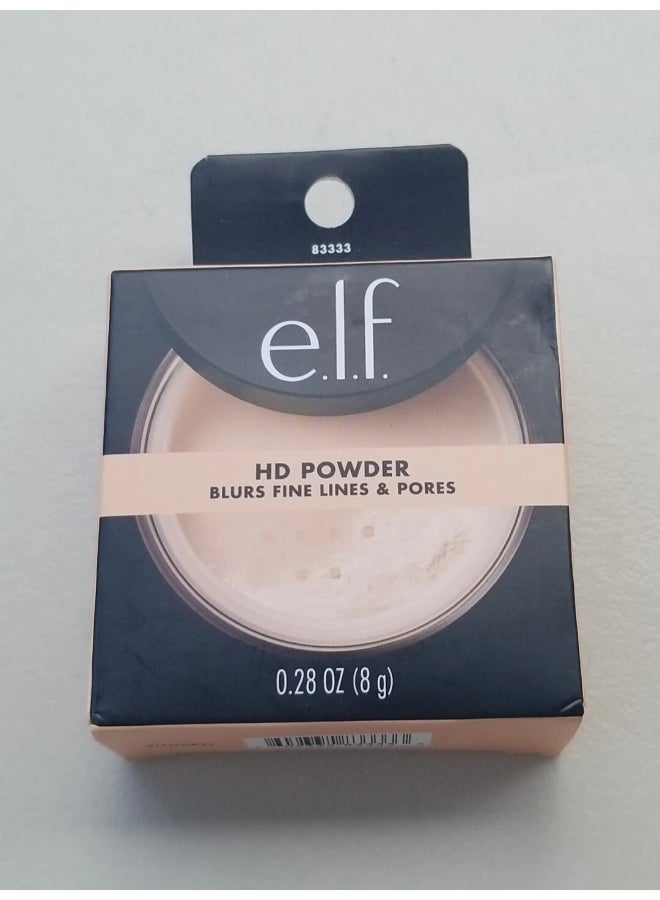 83333
e.l.f.
HD POWDER
BLURS FINE LINES & PORES
0.28 OZ (8 g)